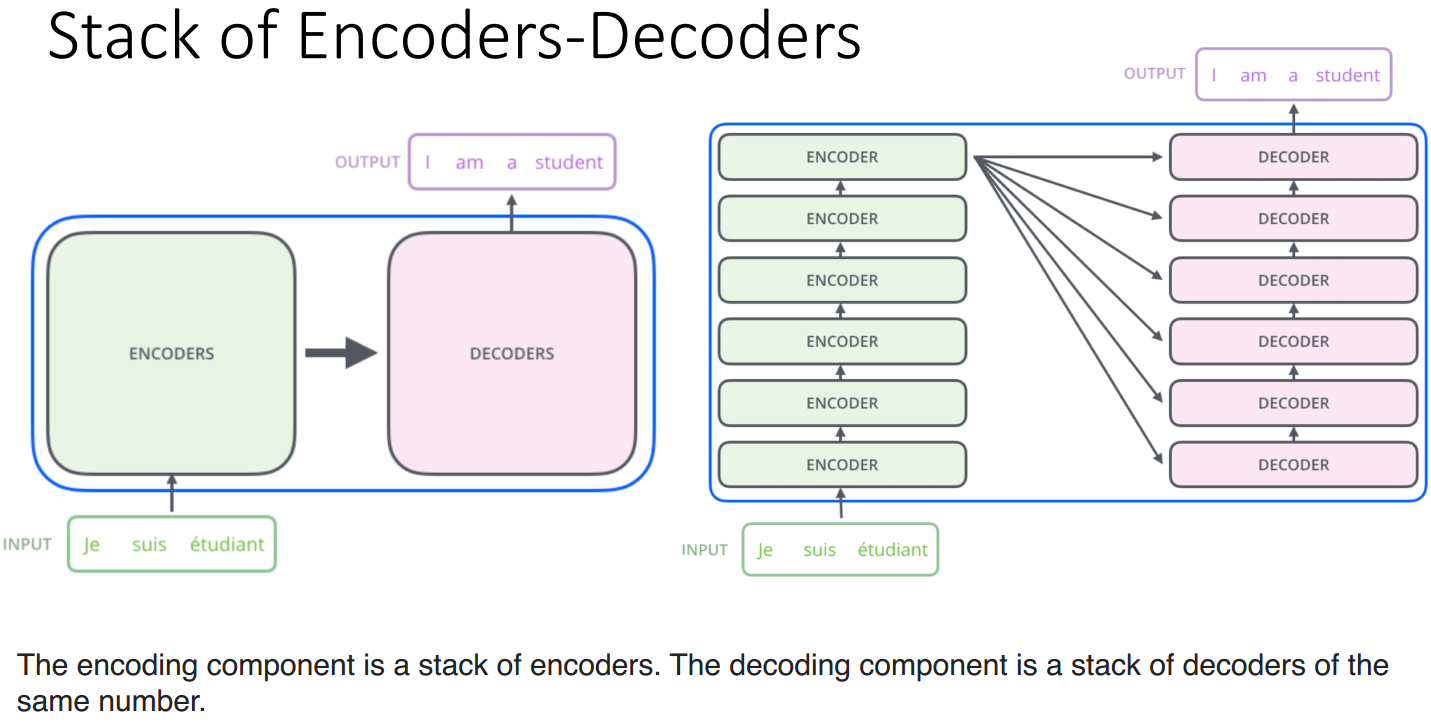 Stack of Encoders-Decoders
OUTPUT I am a student
ENCODERS
DECODERS
INPUT Je suis étudiant
OUTPUT I am a student
ENCODER
DECODER
ENCODER
DECODER
ENCODER
DECODER
ENCODER
DECODER
ENCODER
DECODER
ENCODER
DECODER
INPUT Je suis étudiant
The encoding component is a stack of encoders. The decoding component is a stack of decoders of the
same number.